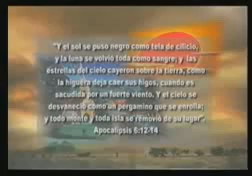 "Y el sol se puso negro como tela de cilicio,
y la luna se volvió toda como sangre; y las
estrellas del cielo cayeron sobre la tierra, como
la higuera deja caer sus higos, cuando es
sacudida por un fuerte viento. Y el cielo se
desvaneció como un pergamino que se enrolla; y
todo monte y toda isla se removió de su lugar".
Apocalipsis 6:12-14